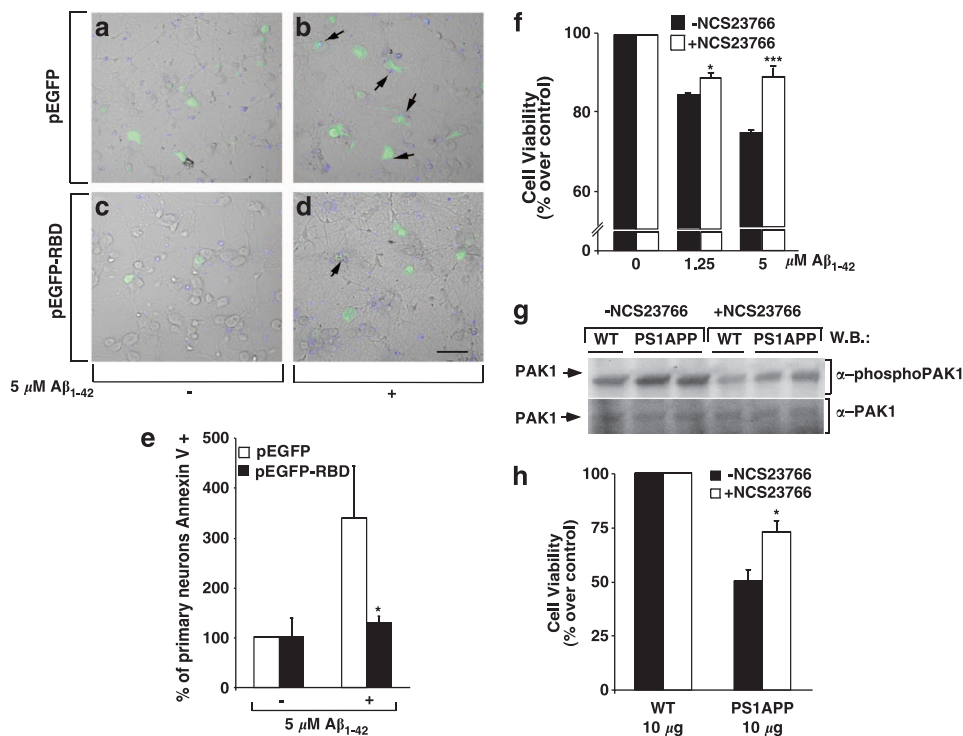 a
b
pEGFP
c
d
pEGFP-RBD
5 μM Aβ1-42
-
+
e
% of primary neurons Annexin V +
500
400
300
200
100
0
pEGFP
pEGFP-RBD
*
-
+
5 μM Aβ1-42
f
-NCS23766
+NCS23766
Cell Viability
(% over control)
100
80
60
0
*
***
0
1.25
5
μM Aβ1-42
g
-NCS23766
+NCS23766
WT
PS1APP
WT
PS1APP
W.B.:
PAK1
α–phosphoPAK1
PAK1
α–PAK1
h
-NCS23766
+NCS23766
Cell Viability
(% over control)
100
75
50
25
0
*
WT
10 μg
PS1APP
10 μg